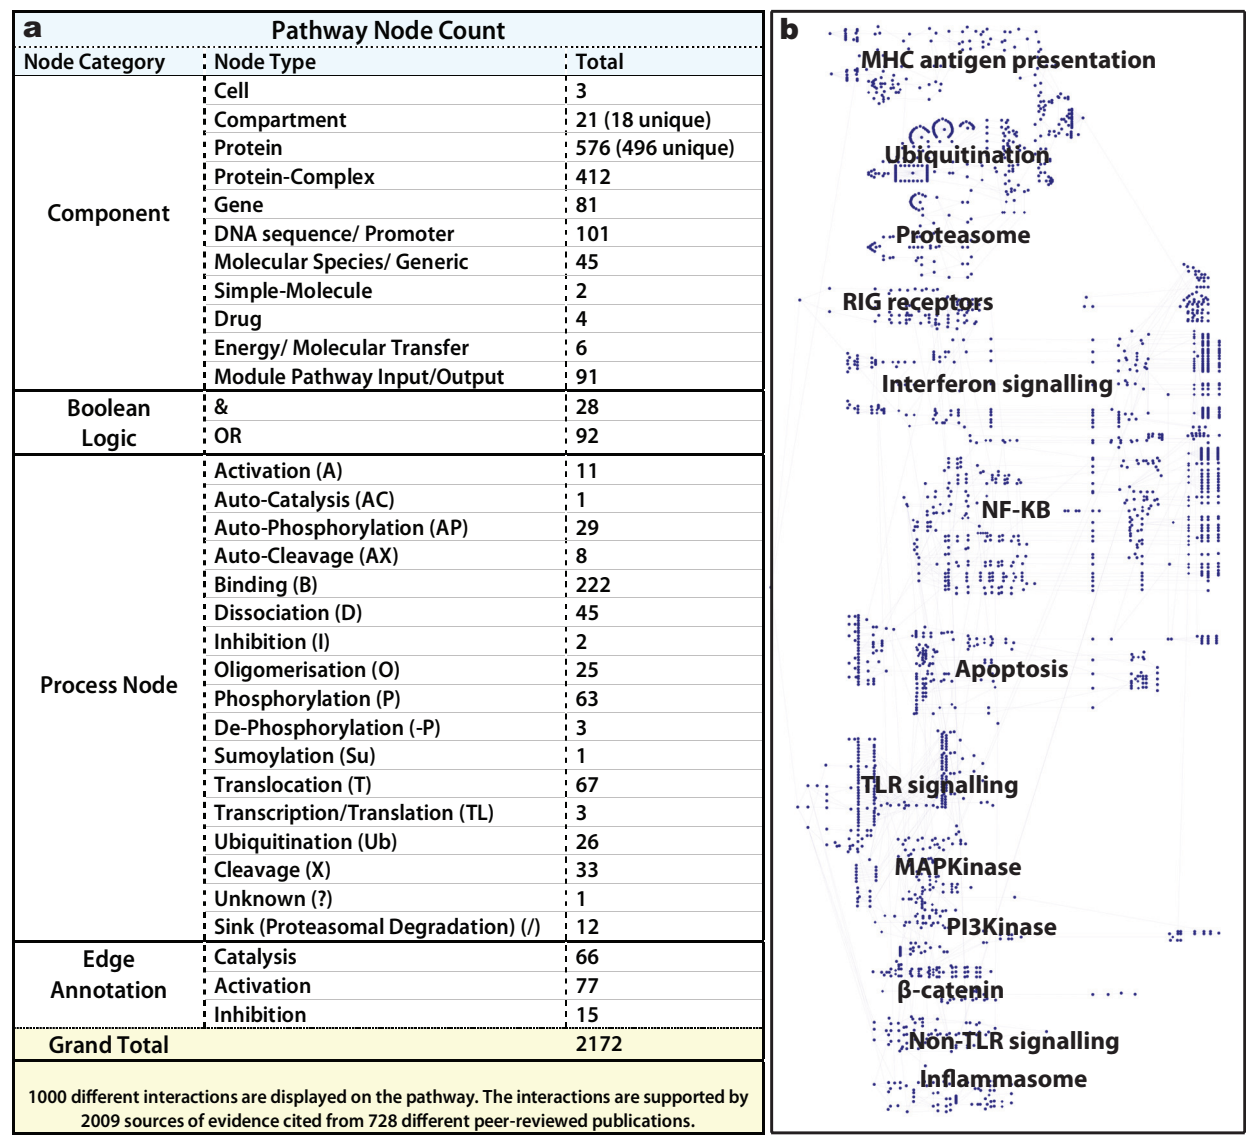 a
Pathway Node Count
Node Category Node Type Total
Component
Cell 3
Compartment 21 (18 unique)
Protein 576 (496 unique)
Protein-Complex 412
Gene 81
DNA sequence/ Promoter 101
Molecular Species/ Generic 45
Simple-Molecule 2
Drug 4
Energy/ Molecular Transfer 6
Module Pathway Input/Output 91
Boolean
Logic
& 28
OR 92
Process Node
Activation (A) 11
Auto-Catalysis (AC) 1
Auto-Phosphorylation (AP) 29
Auto-Cleavage (AX) 8
Binding (B) 222
Dissociation (D) 45
Inhibition (I) 2
Oligomerisation (O) 25
Phosphorylation (P) 63
De-Phosphorylation (-P) 3
Sumoylation (Su) 1
Translocation (T) 67
Transcription/Translation (TL) 3
Ubiquitination (Ub) 26
Cleavage (X) 33
Unknown (?) 1
Sink (Proteasomal Degradation) (/) 12
Edge
Annotation
Catalysis 66
Activation 77
Inhibition 15
Grand Total 2172
1000 different interactions are displayed on the pathway. The interactions are supported by
2009 sources of evidence cited from 728 different peer-reviewed publications.
b
MHC antigen presentation
Ubiquitination
Proteasome
RIG receptors
Interferon signalling
NF-KB
Apoptosis
TLR signalling
MAPKinase
PI3Kinase
β-catenin
Non-TLR signalling
Inflammasome